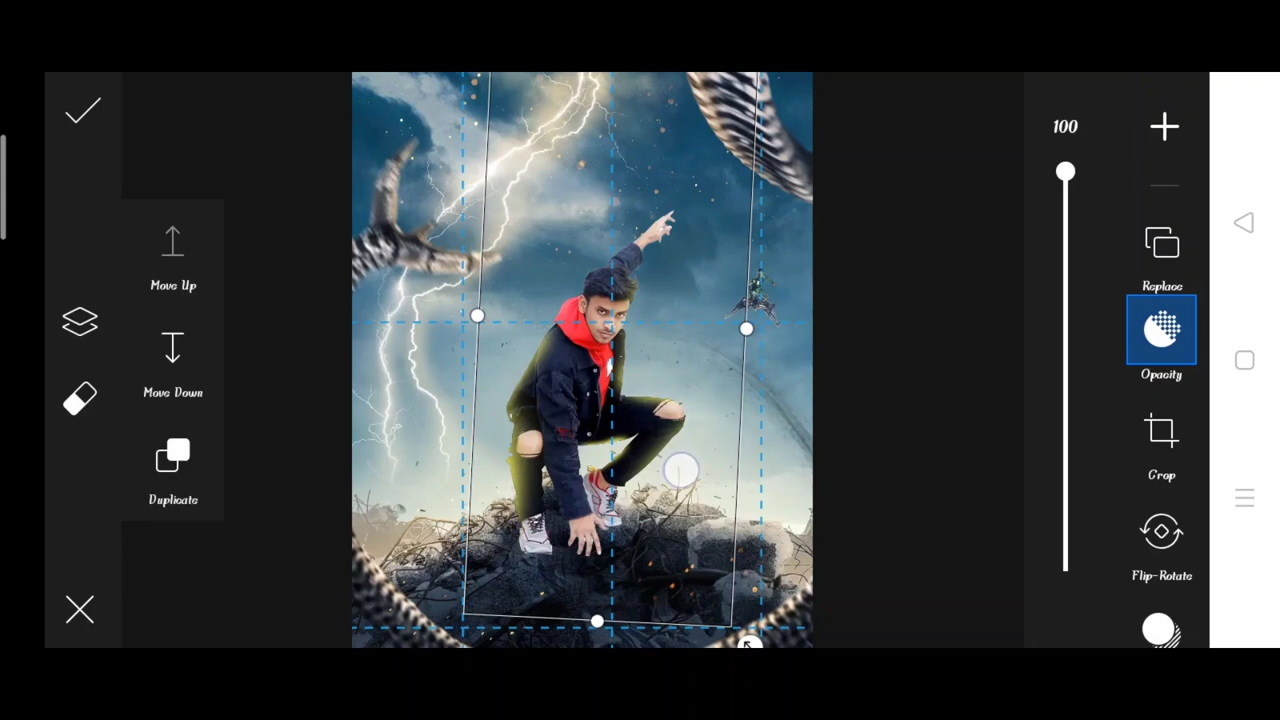 100
Move Up
Replace
Opacity
Move Down
Crop
Duplicate
Flip-Rotate